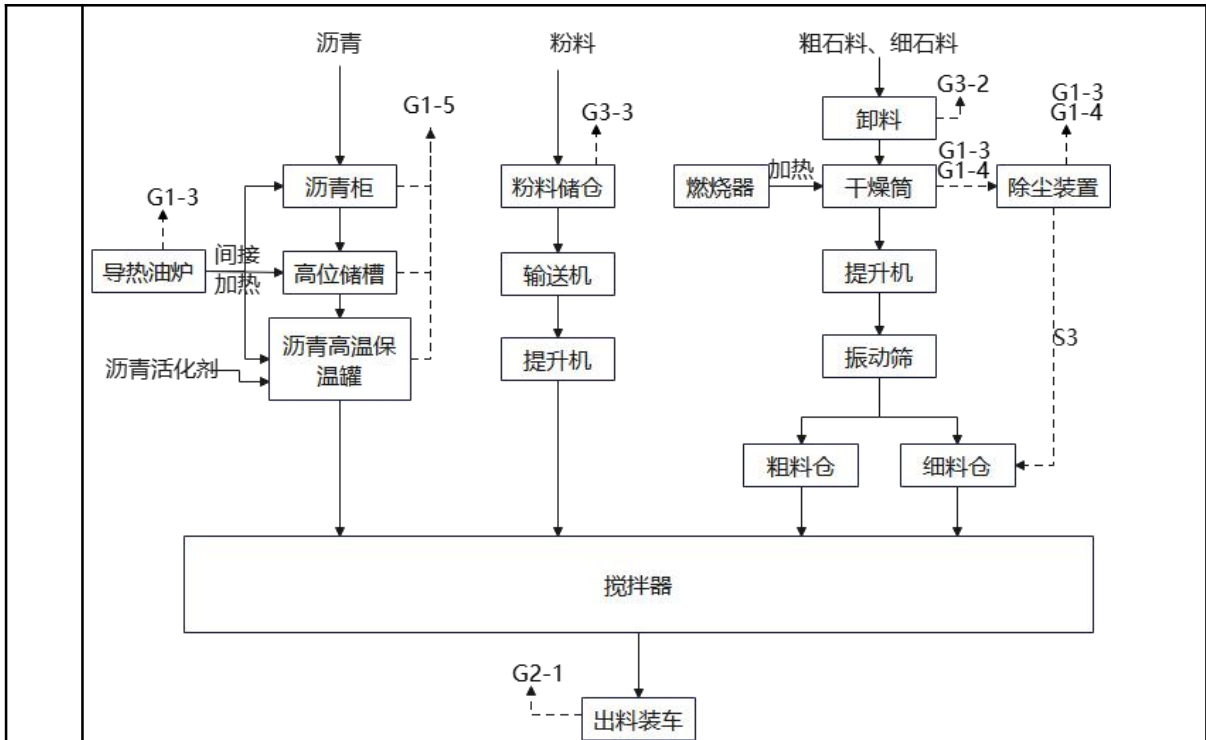 沥青
粉料
粗石料、细石料
G1-5
G3-3
G3-2
G1-3
G1-4
卸料
G1-3
沥青柜
粉料储仓
燃烧器
加热
干燥筒
G1-3
G1-4
除尘装置
导热油炉
间接
加热
高位储槽
输送机
提升机
沥青活化剂
沥青高温保
温罐
提升机
振动筛
S3
粗料仓
细料仓
搅拌器
G2-1
出料装车